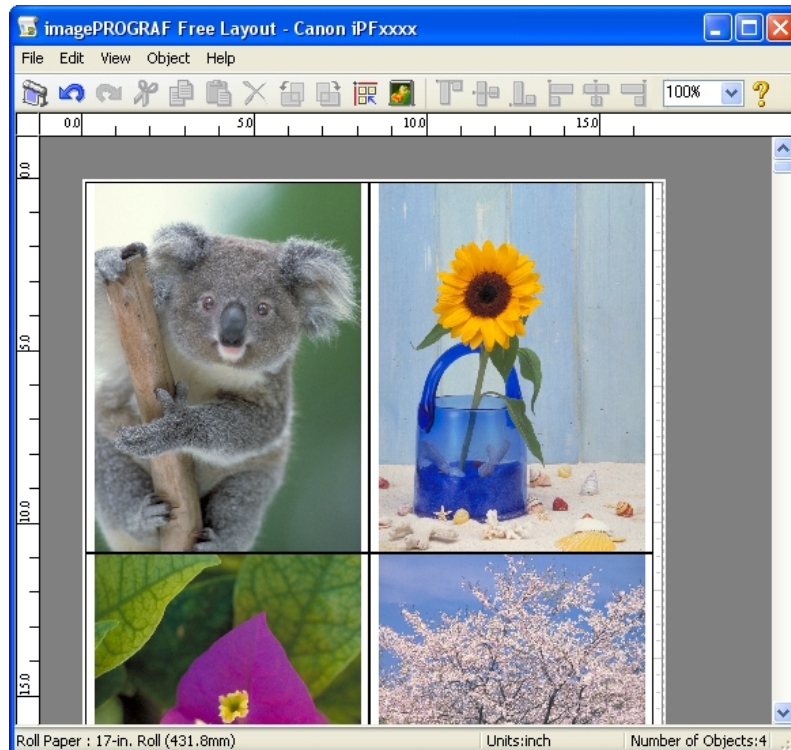 imagePROGRAF Free Layout - Canon iPFxxxx
File Edit View Object Help
100%
0.0 5.0 10.0 15.0
0.0
5.0
10.0
15.0
Roll Paper : 17-in. Roll (431.8mm) Units:inch Number of Objects:4